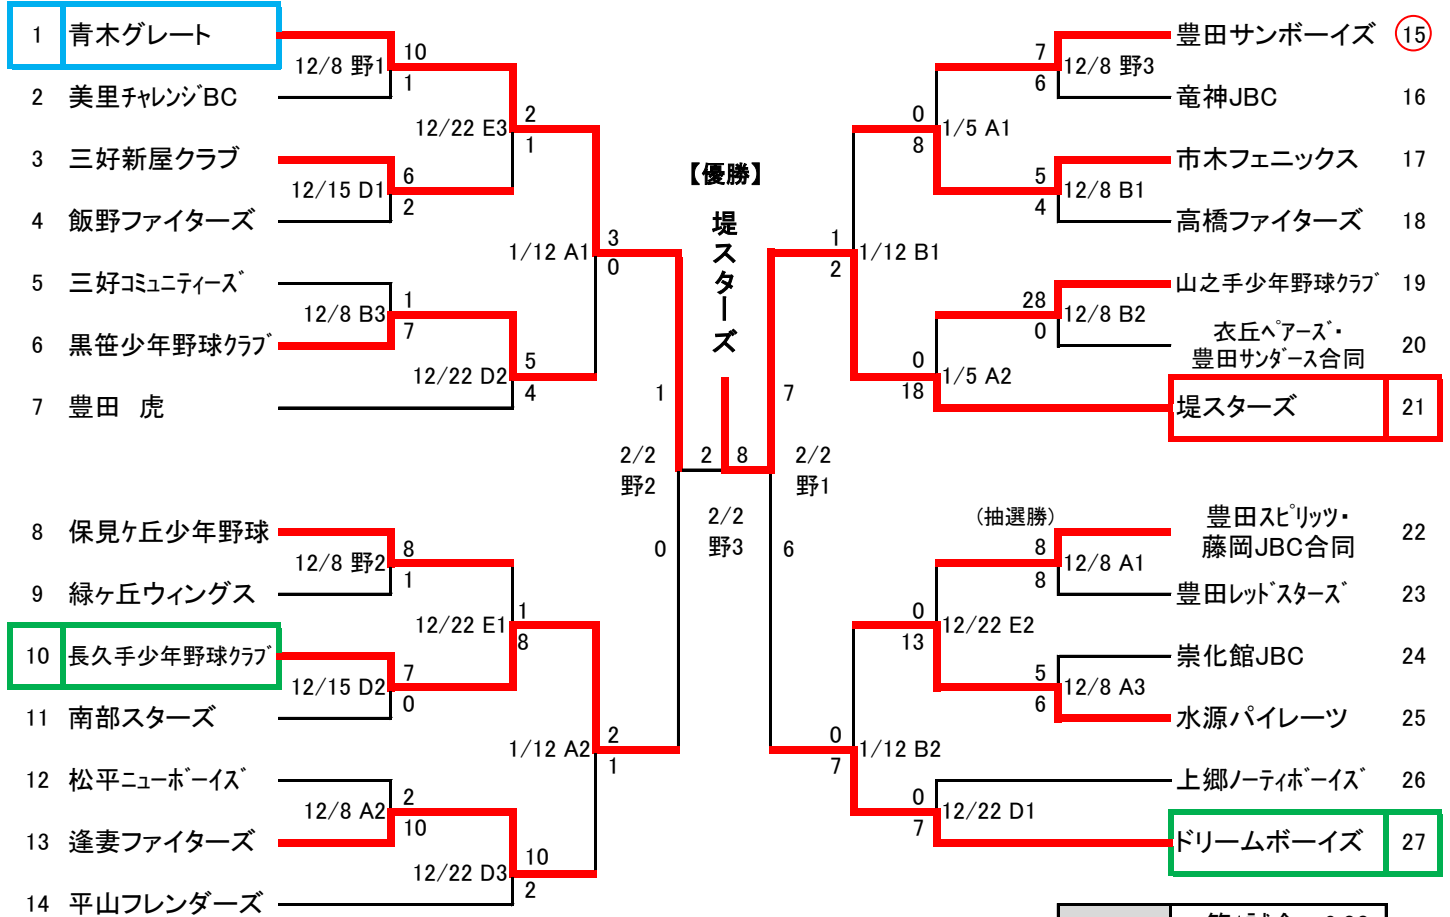 1 青木グレート
10
12/8 野1
1
2 美里チャレンジBC
12/22 E3
2
1
3 三好新屋クラブ
6
12/15 D1
2
4 飯野ファイターズ
1/12 A1
3
0
5 三好コミュニティーズ
1
12/8 B3
7
6 黒笹少年野球クラブ
12/22 D2
5
4
7 豊田 虎
1
2/2
野2
0
8 保見ケ丘少年野球
8
12/8 野2
1
9 緑ヶ丘ウィングス
12/22 E1
1
8
10 長久手少年野球クラブ
7
12/15 D2
0
11 南部スターズ
1/12 A2
2
1
12 松平ニューボーイズ
2
12/8 A2
10
13 逢妻ファイターズ
12/22 D3
10
2
14 平山フレンダーズ
【優勝】
堤スターズ
2 8
2/2
野3
豊田サンボーイズ 15
7
12/8 野3
6
竜神JBC 16
0
1/5 A1
8
市木フェニックス 17
5
12/8 B1
4
高橋ファイターズ 18
1
1/12 B1
2
山之手少年野球クラブ 19
28
12/8 B2
0
衣丘ベアーズ・
豊田サンダース合同 20
0
1/5 A2
18
堤スターズ 21
7
2/2
野1
6
(抽選勝)
豊田スピリッツ・
藤岡JBC合同 22
8
12/8 A1
8
豊田レッドスターズ 23
0
12/22 E2
13
崇化館JBC 24
5
12/8 A3
6
水源パイレーツ 25
0
1/12 B2
7
上郷ノーティボーイズ 26
0
12/22 D1
7
ドリームボーイズ 27